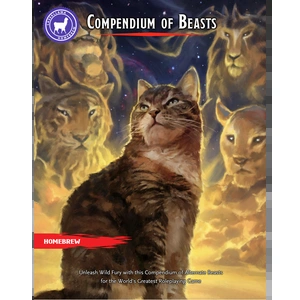 Compendium of Beasts
HOMEBREW
Unleash Wild Fury with this Compendium of Alternate Beasts
for the World's Greatest Roleplaying Game